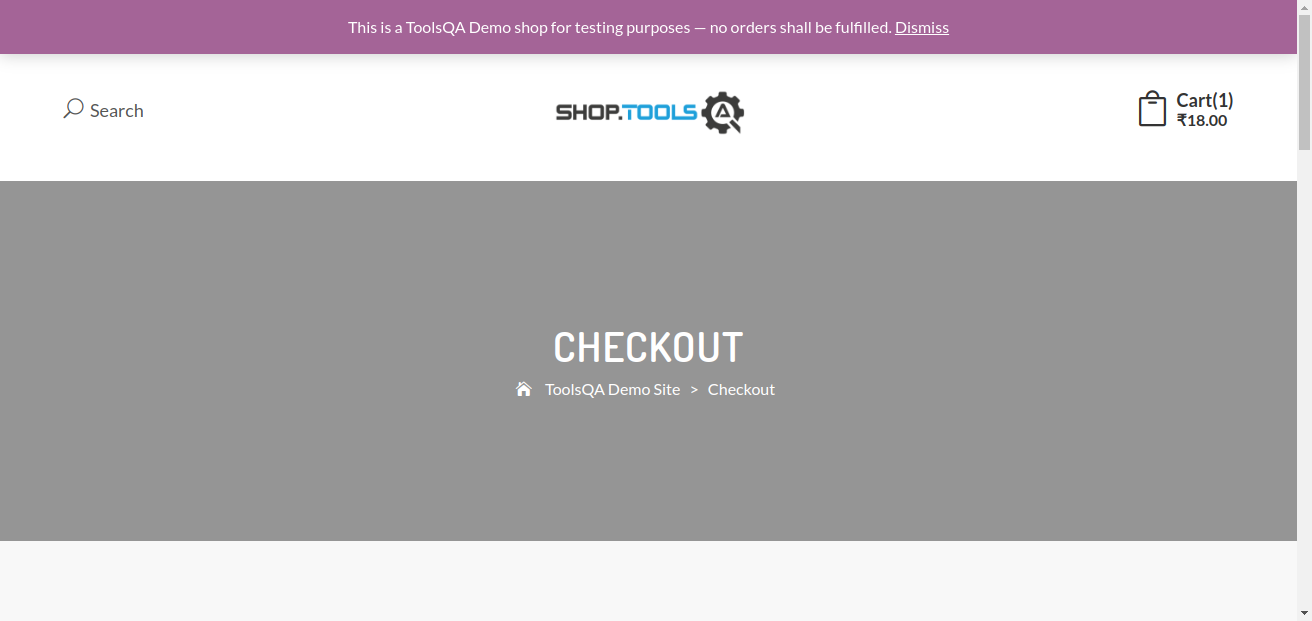 This is a ToolsQA Demo shop for testing purposes — no orders shall be fulfilled. Dismiss
Search
SHOP.TOOLS
Cart(1)
₹18.00
CHECKOUT
ToolsQA Demo Site > Checkout